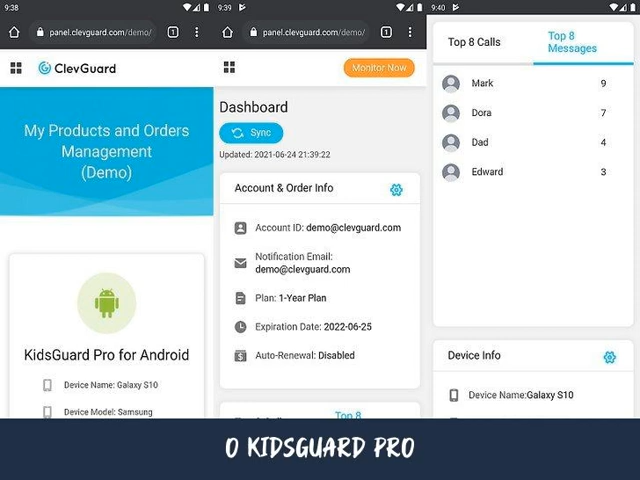 9:38
panel.clevguard.com/demo/
1
ClevGuard
My Products and Orders
Management
(Demo)
KidsGuard Pro for Android
Device Name: Galaxy S10
Device Model: Samsung
9:39
panel.clevguard.com/demo/
1
Monitor Now
Dashboard
Sync
Updated: 2021-06-24 21:39:22
Account & Order Info
Account ID: demo@clevguard.com
Notification Email:
demo@clevguard.com
Plan: 1-Year Plan
Expiration Date: 2022-06-25
Auto-Renewal: Disabled
Top 8
9:40
Top 8 Calls
Top 8
Messages
Mark 9
Dora 7
Dad 4
Edward 3
Device Info
Device Name:Galaxy S10
O KIDSGUARD PRO